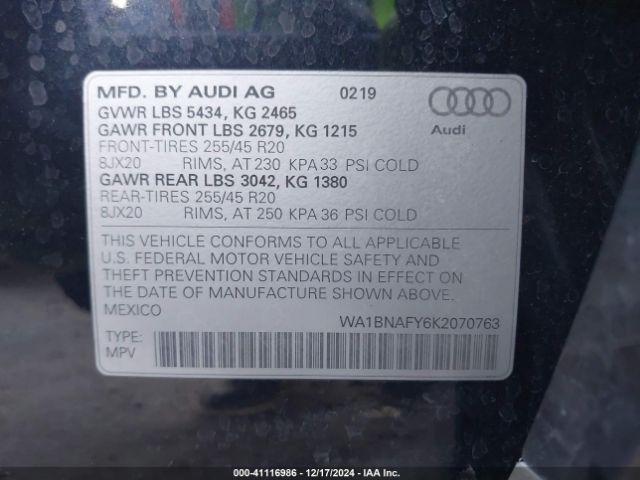 MFD. BY AUDI AG 0219
GVWR LBS 5434, KG 2465
GAWR FRONT LBS 2679, KG 1215
FRONT-TIRES 255/45 R20
8JX20 RIMS, AT 230 KPA 33 PSI COLD
GAWR REAR LBS 3042, KG 1380
REAR-TIRES 255/45 R20
8JX20 RIMS, AT 250 KPA 36 PSI COLD
Audi
THIS VEHICLE CONFORMS TO ALL APPLICABLE
U.S. FEDERAL MOTOR VEHICLE SAFETY AND
THEFT PREVENTION STANDARDS IN EFFECT ON
THE DATE OF MANUFACTURE SHOWN ABOVE.
MEXICO
WA1BNAFY6K2070763
TYPE:
MPV
000-41116986 - 12/17/2024 - IAAI.COM